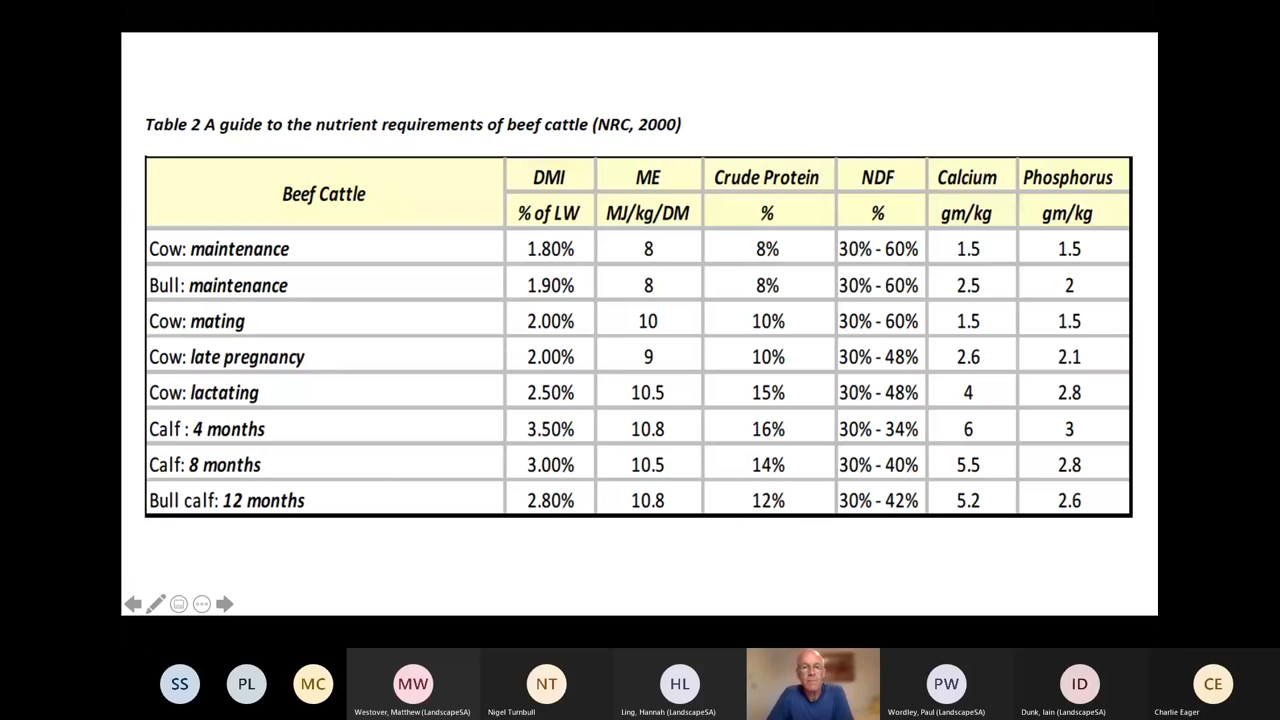 Table 2 A guide to the nutrient requirements of beef cattle (NRC, 2000)
Beef Cattle DMI ME Crude Protein NDF Calcium Phosphorus
% of LW MJ/kg/DM % % gm/kg gm/kg
Cow: maintenance 1.80% 8 8% 30% - 60% 1.5 1.5
Bull: maintenance 1.90% 8 8% 30% - 60% 2.5 2
Cow: mating 2.00% 10 10% 30% - 60% 1.5 1.5
Cow: late pregnancy 2.00% 9 10% 30% - 48% 2.6 2.1
Cow: lactating 2.50% 10.5 15% 30% - 48% 4 2.8
Calf : 4 months 3.50% 10.8 16% 30% - 34% 6 3
Calf: 8 months 3.00% 10.5 14% 30% - 40% 5.5 2.8
Bull calf: 12 months 2.80% 10.8 12% 30% - 42% 5.2 2.6
SS PL MC MW NT HL PW ID CE
Westover, Matthew (LandscapeSA) Nigel Turnbull Ling, Hannah (LandscapeSA) Wordley, Paul (LandscapeSA) Dunk, Iain (LandscapeSA) Charlie Eager